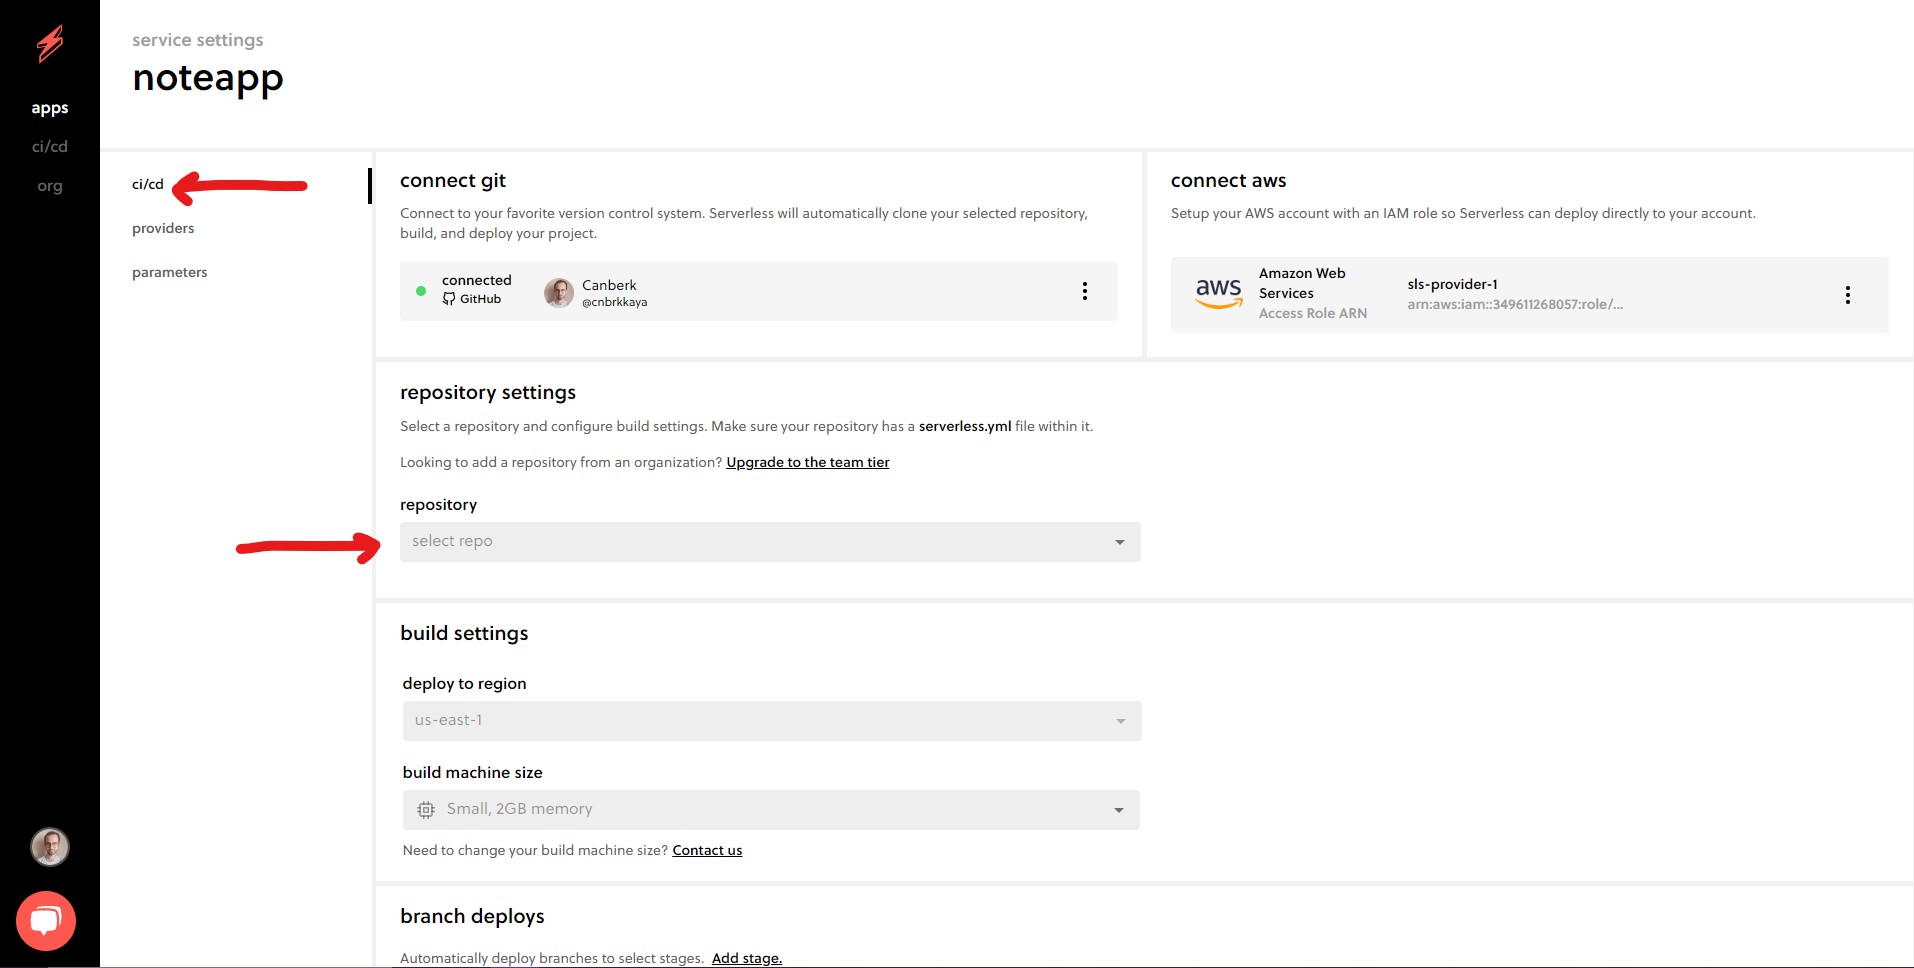 service settings
noteapp
apps
ci/cd
org
ci/cd
providers
parameters
connect git
Connect to your favorite version control system. Serverless will automatically clone your selected repository,
build, and deploy your project.
connected
GitHub
Canberk
@cnbrkkaya
connect aws
Setup your AWS account with an IAM role so Serverless can deploy directly to your account.
aws
Amazon Web
Services
Access Role ARN
sls-provider-1
arn:aws:iam::349611268057:role/...
repository settings
Select a repository and configure build settings. Make sure your repository has a serverless.yml file within it.
Looking to add a repository from an organization? Upgrade to the team tier
repository
select repo
build settings
deploy to region
us-east-1
build machine size
Small, 2GB memory
Need to change your build machine size? Contact us
branch deploys
Automatically deploy branches to select stages. Add stage.